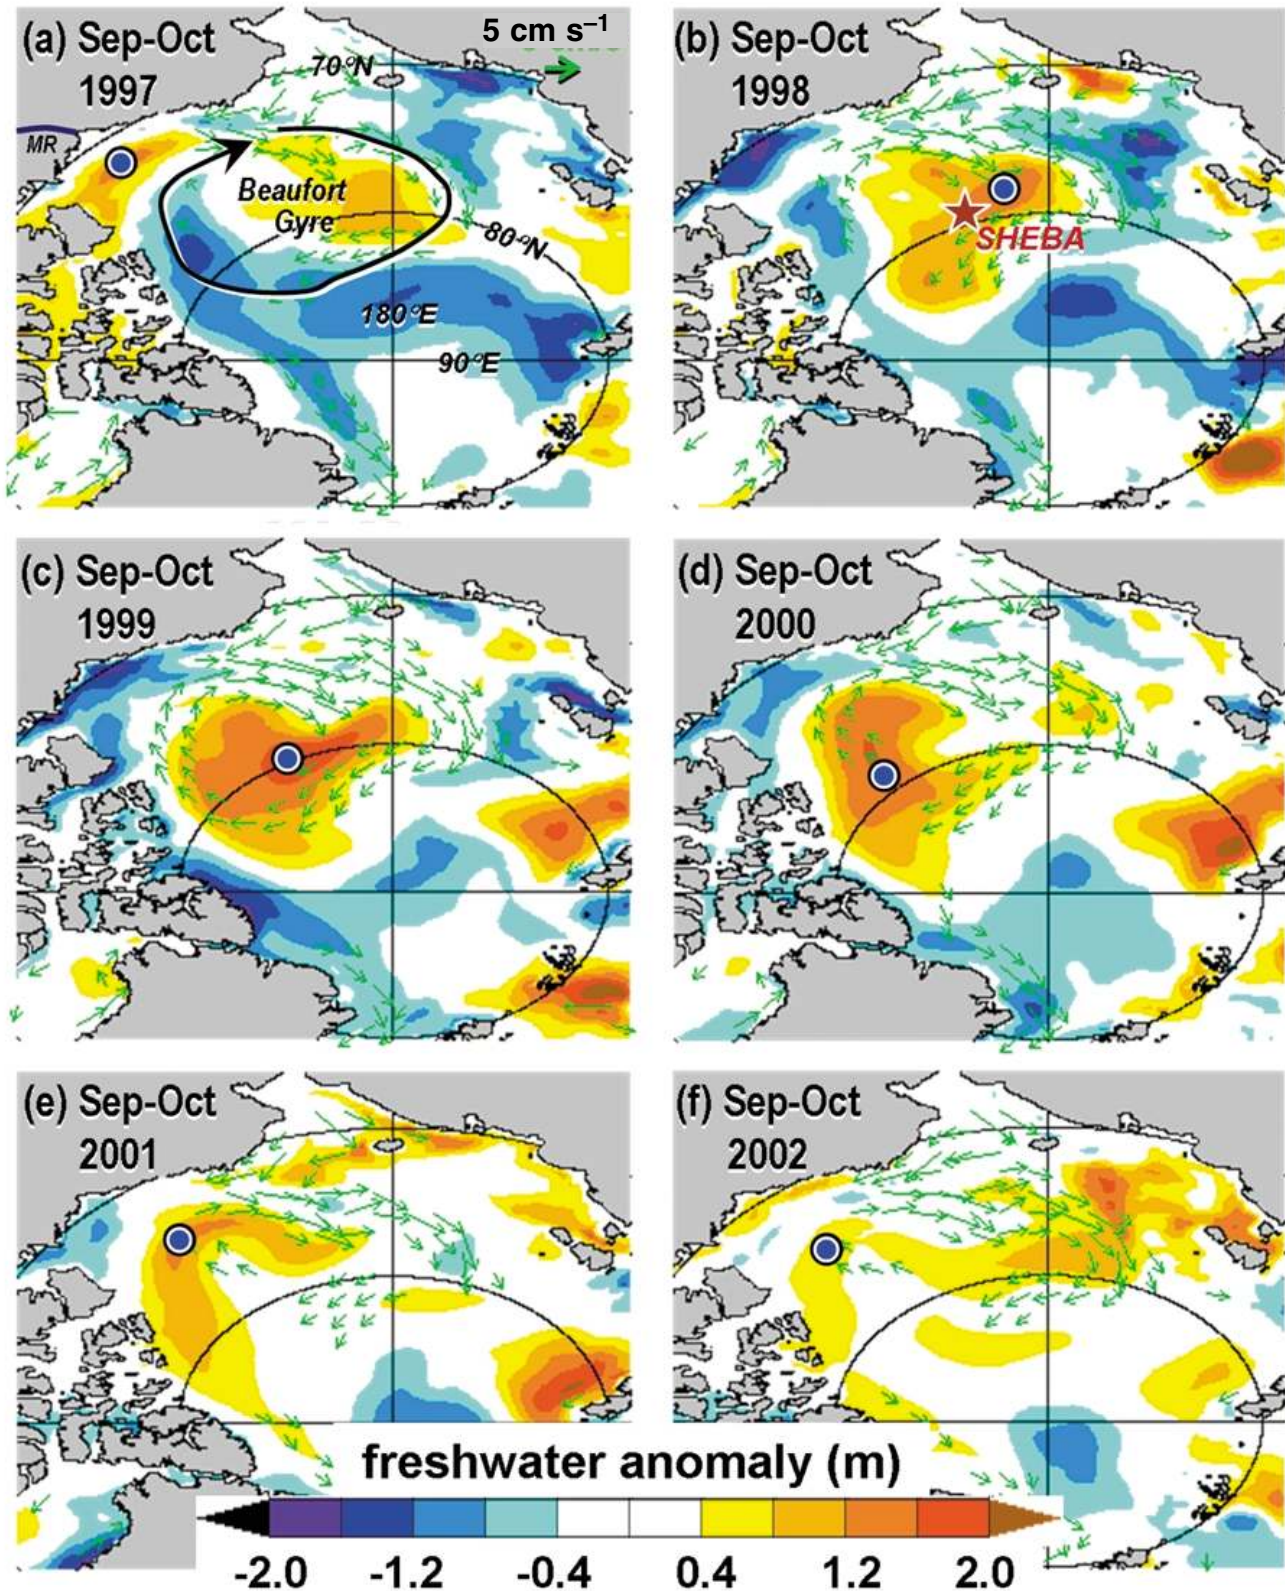 (a) Sep-Oct
1997
5 cm s⁻¹
70°N
MR
Beaufort
Gyre
80°N
180°E
90°E
(b) Sep-Oct
1998
SHEBA
(c) Sep-Oct
1999
(d) Sep-Oct
2000
(e) Sep-Oct
2001
(f) Sep-Oct
2002
freshwater anomaly (m)
-2.0 -1.2 -0.4 0.4 1.2 2.0